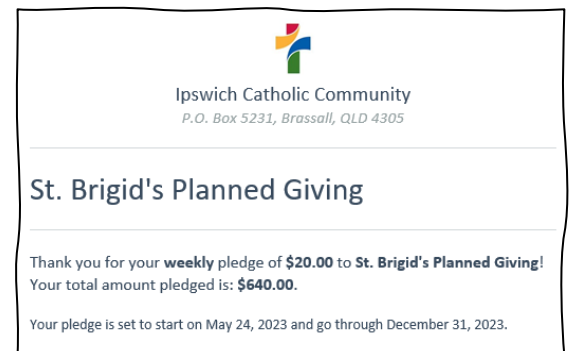 Ipswich Catholic Community
P.O. Box 5231, Brassall, QLD 4305
St. Brigid's Planned Giving
Thank you for your weekly pledge of $20.00 to St. Brigid's Planned Giving!
Your total amount pledged is: $640.00.
Your pledge is set to start on May 24, 2023 and go through December 31, 2023.